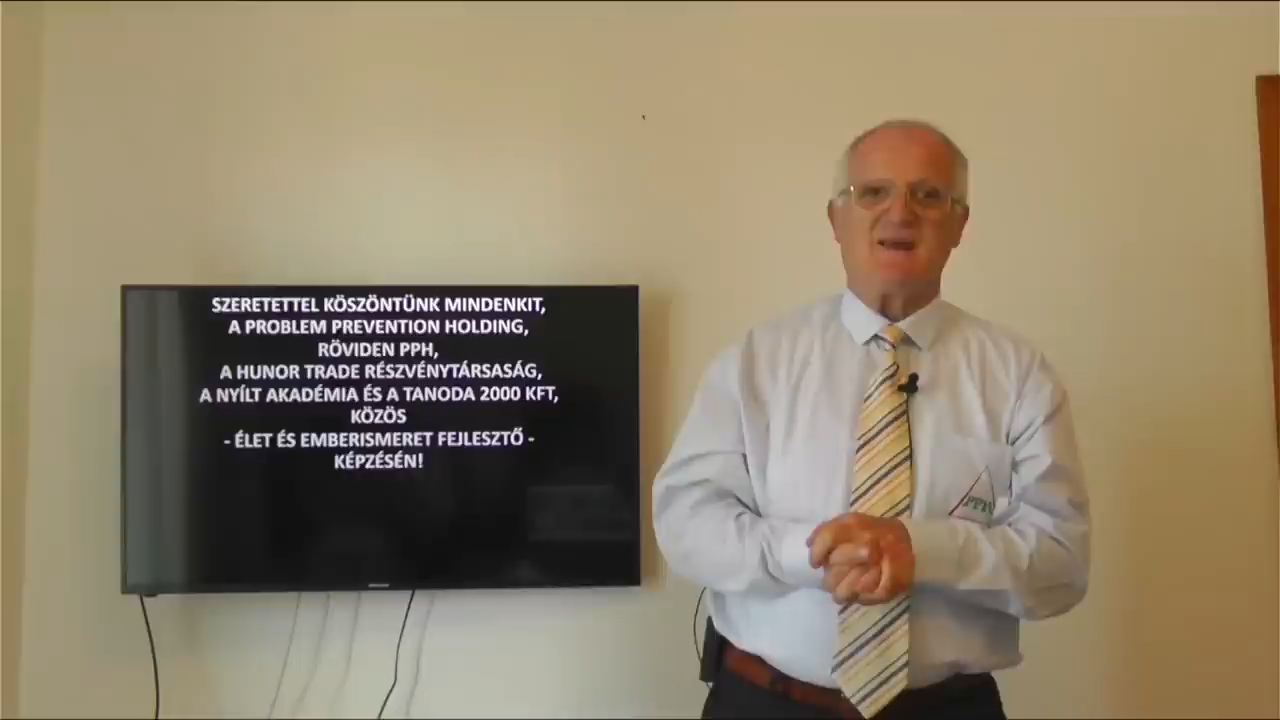 SZERETETTEL KÖSZÖNTÜNK MINDENKIT,
A PROBLEM PREVENTION HOLDING,
RÖVIDEN PPH,
A HUNOR TRADE RÉSZVÉNYTÁRSASÁG,
A NYÍLT AKADÉMIA ÉS A TANODA 2000 KFT,
KÖZÖS
- ÉLET ÉS EMBERISMERET FEJLESZTŐ -
KÉPZÉSÉN!
PPH